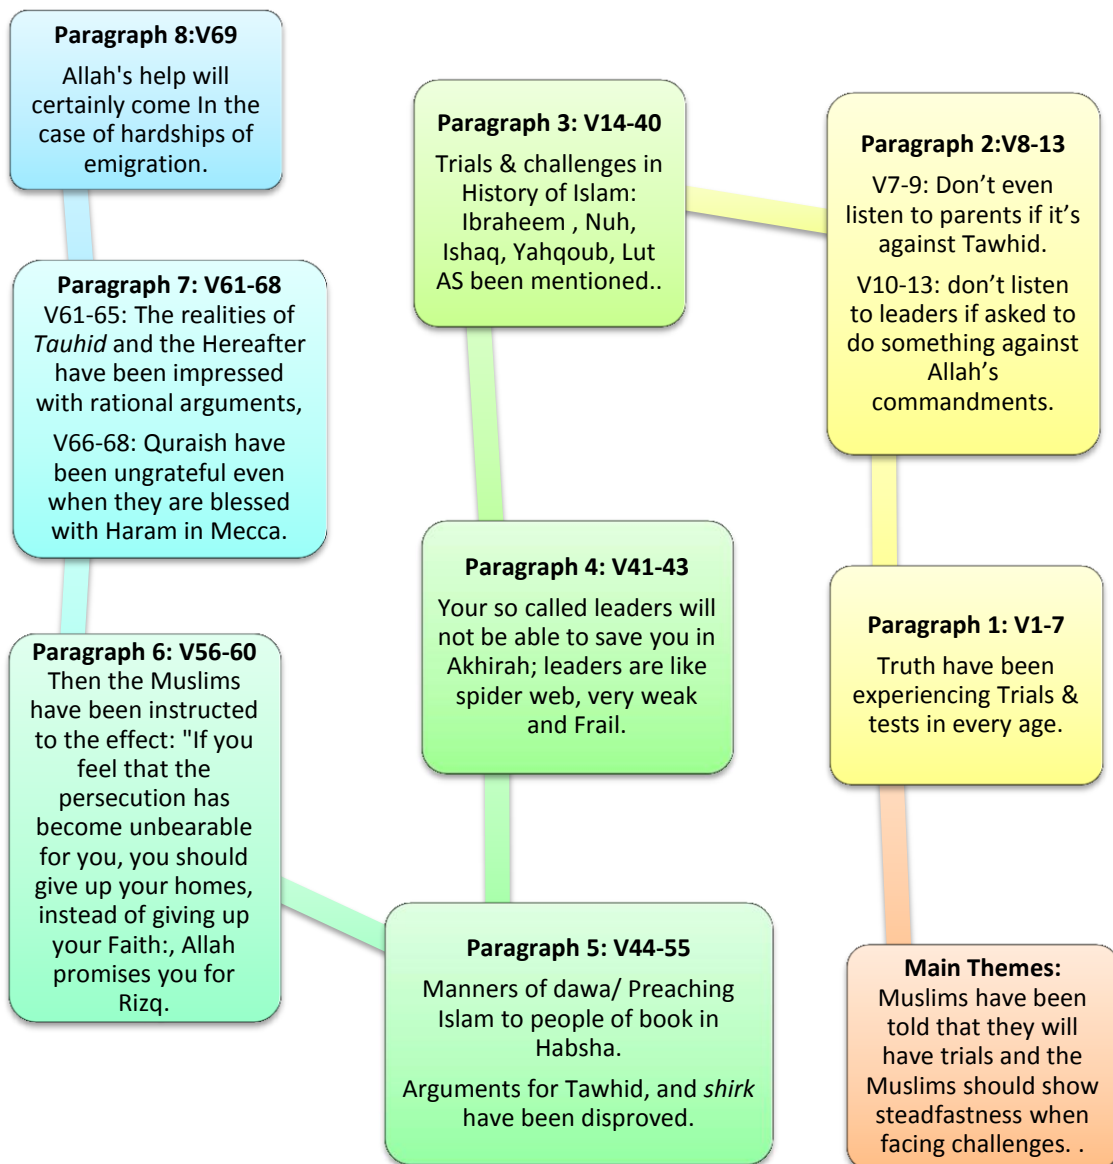 Main Themes:
Muslims have been
told that they will
have trials and the
Muslims should show
steadfastness when
facing challenges. .
Paragraph 1: V1-7
Truth have been
experiencing Trials &
tests in every age.
Paragraph 2:V8-13
V7-9: Don’t even
listen to parents if it’s
against Tawhid.
V10-13: don’t listen
to leaders if asked to
do something against
Allah’s
commandments.
Paragraph 3: V14-40
Trials & challenges in
History of Islam:
Ibraheem , Nuh,
Ishaq, Yahqoub, Lut
AS been mentioned..
Paragraph 4: V41-43
Your so called leaders will
not be able to save you in
Akhirah; leaders are like
spider web, very weak
and Frail.
Paragraph 5: V44-55
Manners of dawa/ Preaching
Islam to people of book in
Habsha.
Arguments for Tawhid, and shirk
have been disproved.
Paragraph 6: V56-60
Then the Muslims
have been instructed
to the effect: "If you
feel that the
persecution has
become unbearable
for you, you should
give up your homes,
instead of giving up
your Faith:, Allah
promises you for
Rizq.
Paragraph 7: V61-68
V61-65: The realities of
Tauhid and the Hereafter
have been impressed
with rational arguments,
V66-68: Quraish have
been ungrateful even
when they are blessed
with Haram in Mecca.
Paragraph 8:V69
Allah's help will
certainly come In the
case of hardships of
emigration.